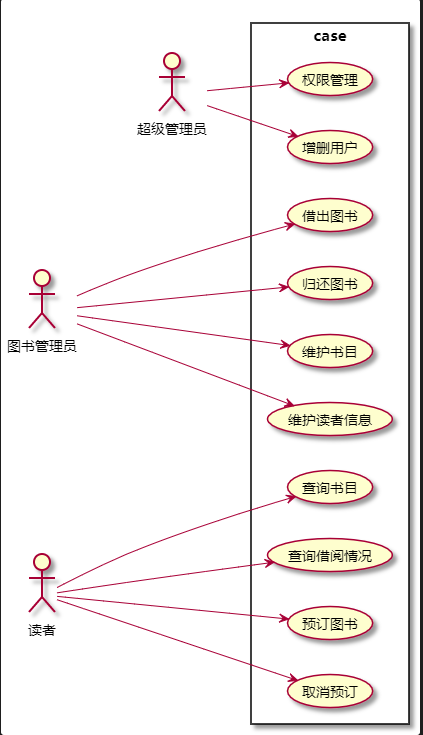 case
权限管理
超级管理员
增删用户
借出图书
归还图书
图书管理员
维护书目
维护读者信息
查询书目
查询借阅情况
预订图书
读者
取消预订